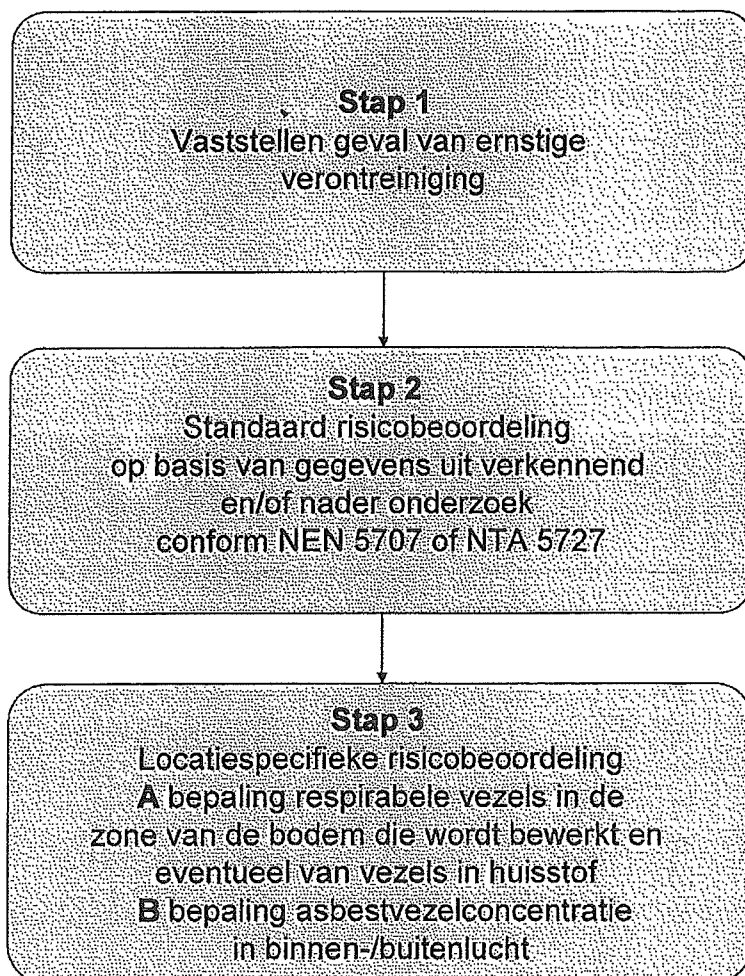 Stap 1
Vaststellen geval van ernstige
verontreiniging
Stap 2
Standaard risicobeoordeling
op basis van gegevens uit verkennend
en/of nader onderzoek
conform NEN 5707 of NTA 5727
Stap 3
Locatiespecifieke risicobeoordeling
A bepaling respirabele vezels in de
zone van de bodem die wordt bewerkt en
eventueel van vezels in huisstof
B bepaling asbestvezelconcentratie
in binnen-/buitenlucht